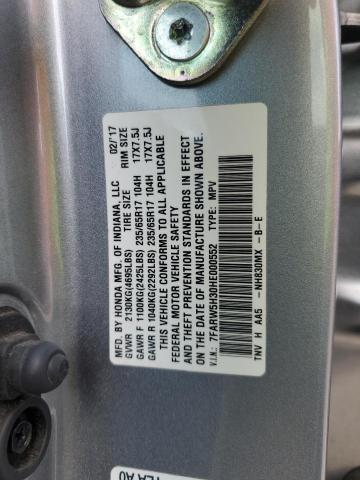 MFD. BY HONDA MFG. OF INDIANA, LLC 02/'17
GVWR 2130KG(4695LBS) TIRE SIZE RIM SIZE
GAWR F 1100KG(2425LBS) 235/65R17 104H 17X7.5J
GAWR R 1040KG(2292LBS) 235/65R17 104H 17X7.5J
THIS VEHICLE CONFORMS TO ALL APPLICABLE
FEDERAL MOTOR VEHICLE SAFETY
AND THEFT PREVENTION STANDARDS IN EFFECT
ON THE DATE OF MANUFACTURE SHOWN ABOVE.
V.I.N.: 7FARW5H30HE000552 TYPE: MPV
TNV H AA5 -NH830MX -B-E